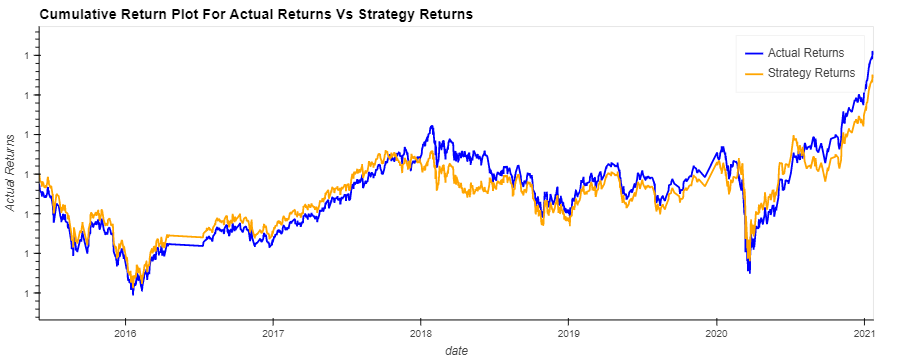 Cumulative Return Plot For Actual Returns Vs Strategy Returns
Actual Returns
Strategy Returns
Actual Returns
1
1
1
1
1
1
1
2016
2017
2018
2019
2020
2021
date